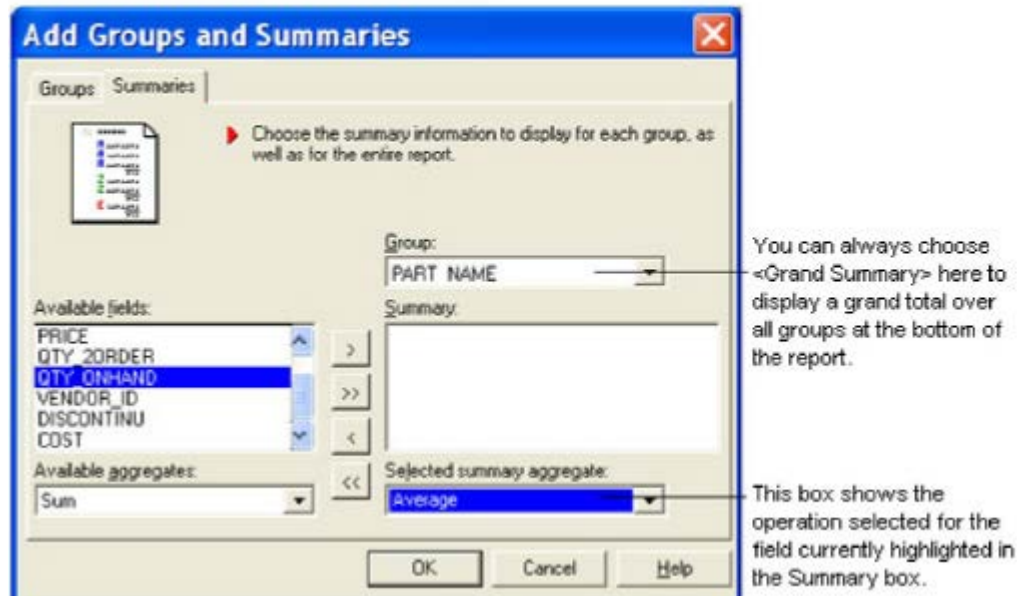 Add Groups and Summaries
Groups Summaries
Choose the summary information to display for each group, as
well as for the entire report.
Group:
PART_NAME
Available fields:
Summary:
PRICE
QTY_2ORDER
QTY_ONHAND
VENDOR_ID
DISCONTINU
COST
>
>>
<
<<
Available aggregates:
Sum
Selected summary aggregate:
Average
OK Cancel Help
You can always choose
<Grand Summary> here to
display a grand total over
all groups at the bottom of
the report.
This box shows the
operation selected for the
field currently highlighted in
the Summary box.